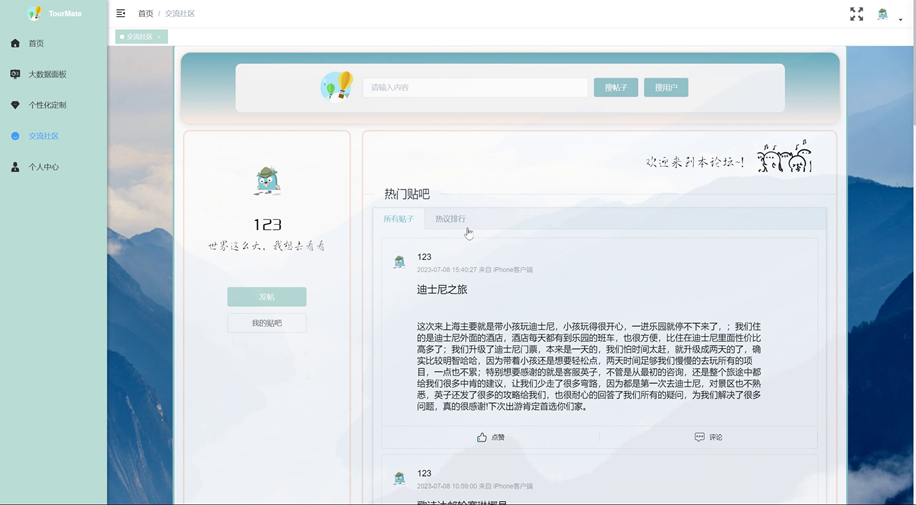 TourMate
首页 / 交流社区
交流社区 ×
首页
大数据面板
个性化定制
交流社区
个人中心
请输入内容
搜帖子
搜用户
欢迎来到本论坛~!
123
世界这么大，我想去看看
发帖
我的贴吧
热门贴吧
所有贴子
热议排行
123
2023-07-08 15:40:27 来自 iPhone客户端
迪士尼之旅
这次来上海主要就是带小孩玩迪士尼，小孩玩得很开心，一进乐园就停不下来了，；我们住
的是迪士尼外面的酒店，酒店每天都有到乐园的班车，也很方便，比住在迪士尼里面性价比
高多了；我们升级了迪士尼门票，本来是一天的，我们怕时间太赶，就升级成两天的了，确
实比较明智哈哈，因为带着小孩还是想要轻松点，两天时间足够我们慢慢的去玩所有的项
目，一点也不累；特别想要感谢的就是客服英子，不管是从最初的咨询，还是整个旅途中都
给我们很多中肯的建议，让我们少走了很多弯路，因为都是第一次去迪士尼，对景区也不熟
悉，英子还发了很多的攻略给我们，也很耐心的回答了我们所有的疑问，为我们解决了很多
问题，真的很感谢!下次出游肯定首选你们家。
点赞
评论
123
2023-07-08 10:59:00 来自 iPhone客户端